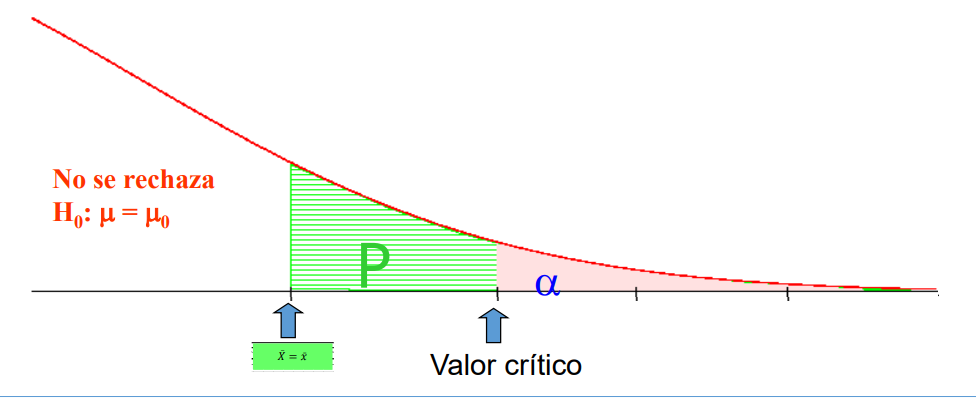 No se rechaza
H₀: μ = μ₀
P
α
X̄ = x̄
Valor crítico